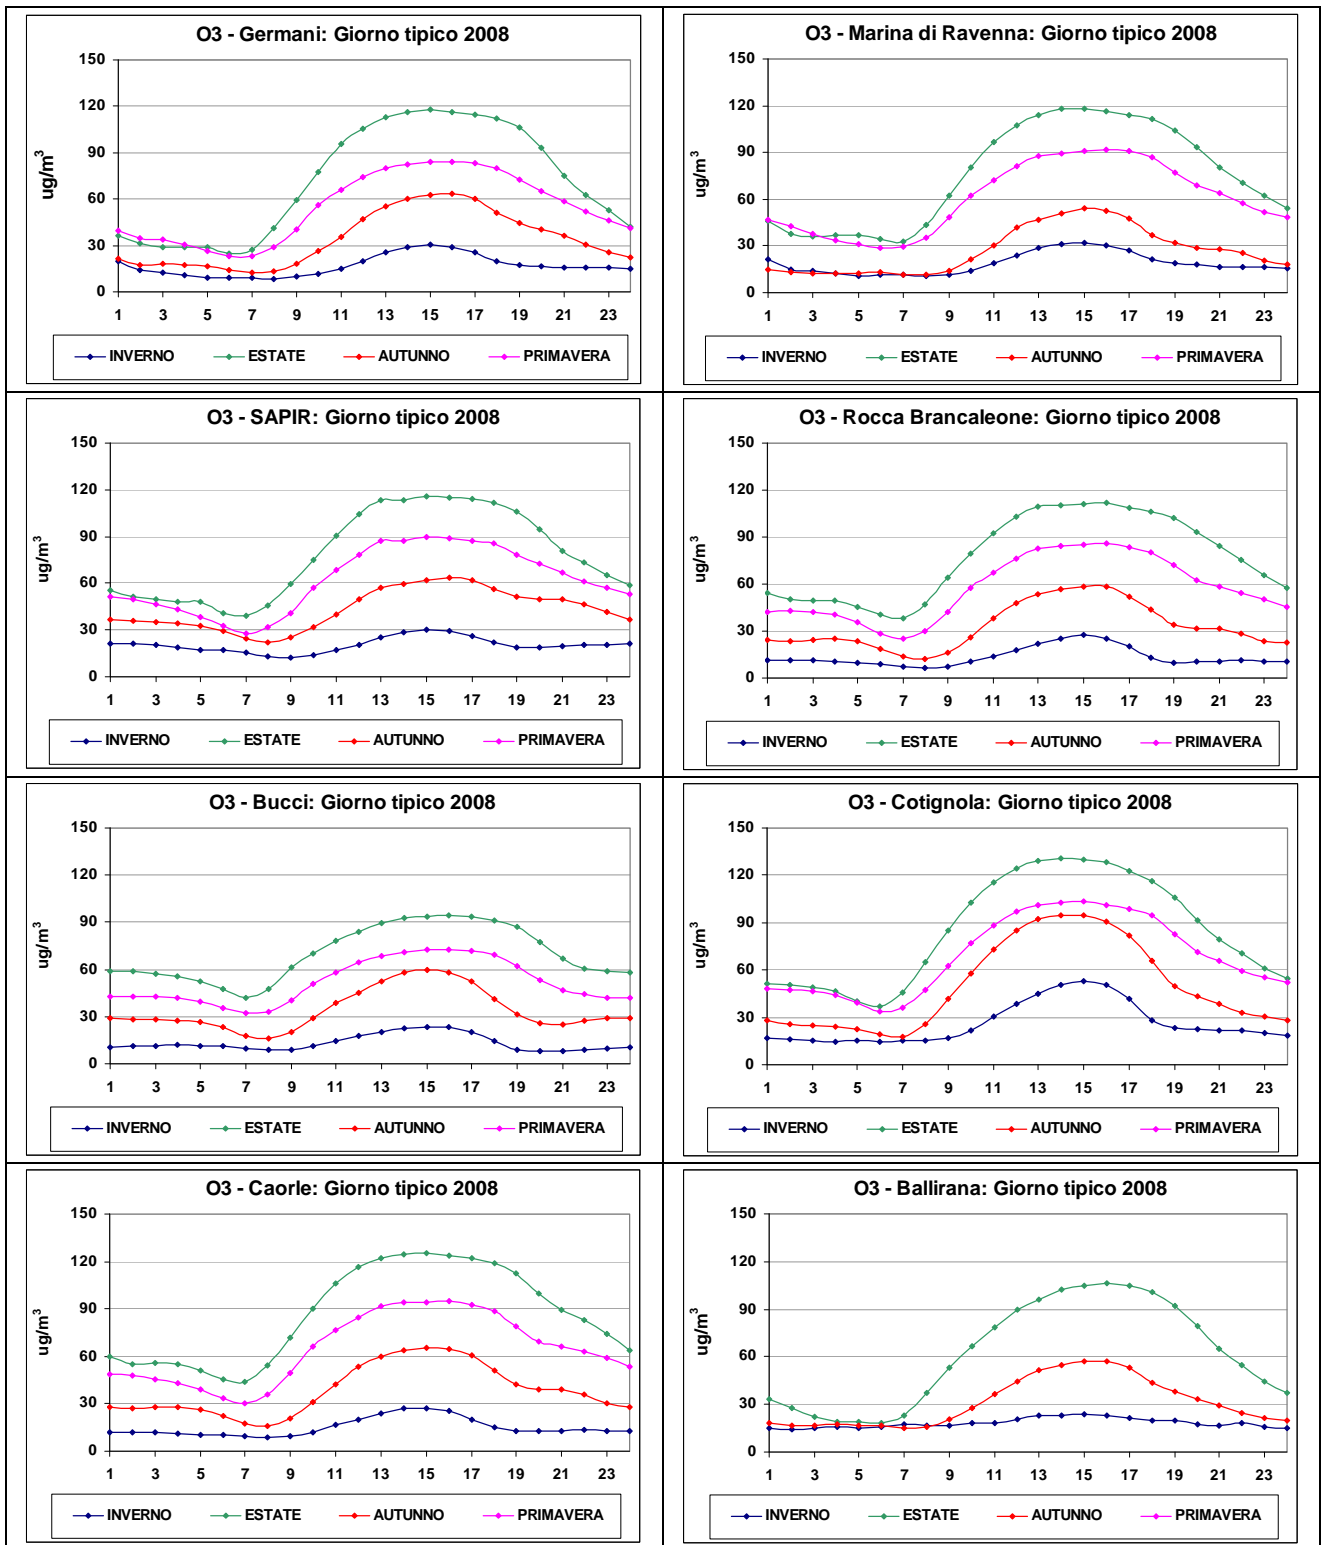 O3 - Germani: Giorno tipico 2008
150
120
90
60
30
0
ug/m³
1 3 5 7 9 11 13 15 17 19 21 23
INVERNO ESTATE AUTUNNO PRIMAVERA
O3 - Marina di Ravenna: Giorno tipico 2008
150
120
90
60
30
0
ug/m³
1 3 5 7 9 11 13 15 17 19 21 23
INVERNO ESTATE AUTUNNO PRIMAVERA
O3 - SAPIR: Giorno tipico 2008
150
120
90
60
30
0
ug/m³
1 3 5 7 9 11 13 15 17 19 21 23
INVERNO ESTATE AUTUNNO PRIMAVERA
O3 - Rocca Brancaleone: Giorno tipico 2008
150
120
90
60
30
0
ug/m³
1 3 5 7 9 11 13 15 17 19 21 23
INVERNO ESTATE AUTUNNO PRIMAVERA
O3 - Bucci: Giorno tipico 2008
150
120
90
60
30
0
ug/m³
1 3 5 7 9 11 13 15 17 19 21 23
INVERNO ESTATE AUTUNNO PRIMAVERA
O3 - Cotignola: Giorno tipico 2008
150
120
90
60
30
0
ug/m³
1 3 5 7 9 11 13 15 17 19 21 23
INVERNO ESTATE AUTUNNO PRIMAVERA
O3 - Caorle: Giorno tipico 2008
150
120
90
60
30
0
ug/m³
1 3 5 7 9 11 13 15 17 19 21 23
INVERNO ESTATE AUTUNNO PRIMAVERA
O3 - Ballirana: Giorno tipico 2008
150
120
90
60
30
0
ug/m³
1 3 5 7 9 11 13 15 17 19 21 23
INVERNO ESTATE AUTUNNO PRIMAVERA